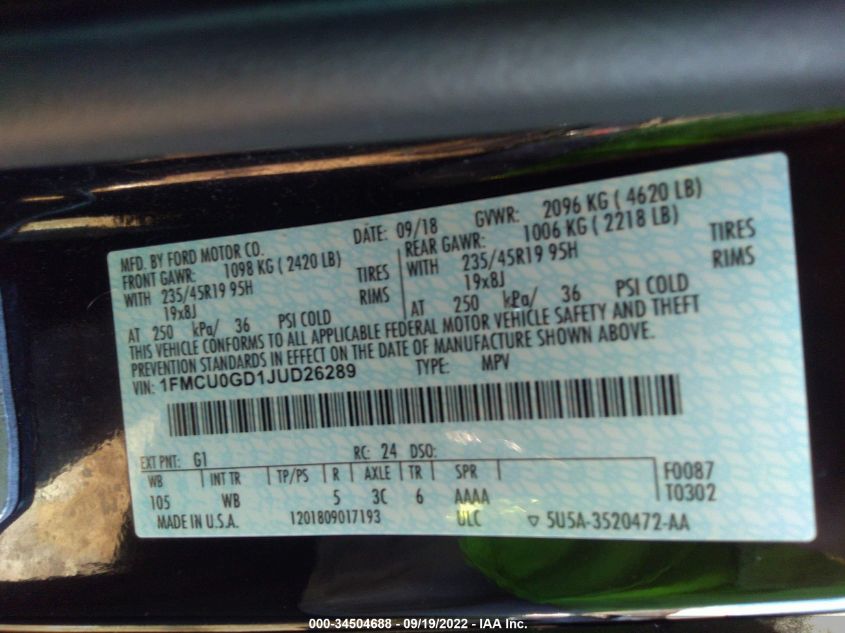 MFD. BY FORD MOTOR CO. DATE: 09/18 GVWR: 2096 KG ( 4620 LB)
FRONT GAWR: 1098 KG ( 2420 LB) REAR GAWR: 1006 KG ( 2218 LB)
WITH 235/45R19 95H TIRES WITH 235/45R19 95H TIRES
19x8J RIMS 19x8J RIMS
AT 250 kPa/ 36 PSI COLD AT 250 kPa/ 36 PSI COLD
THIS VEHICLE CONFORMS TO ALL APPLICABLE FEDERAL MOTOR VEHICLE SAFETY AND THEFT
PREVENTION STANDARDS IN EFFECT ON THE DATE OF MANUFACTURE SHOWN ABOVE.
VIN: 1FMCU0GD1JUD26289 TYPE: MPV
EXT PNT: G1 RC: 24 DSO:
WB INT TR TP/PS R AXLE TR SPR F0087
105 WB 5 3C 6 AAAA T0302
MADE IN U.S.A. 1201809017193 ULC ▽ 5U5A-3520472-AA
000-34504688 - 09/19/2022 - IAA Inc.